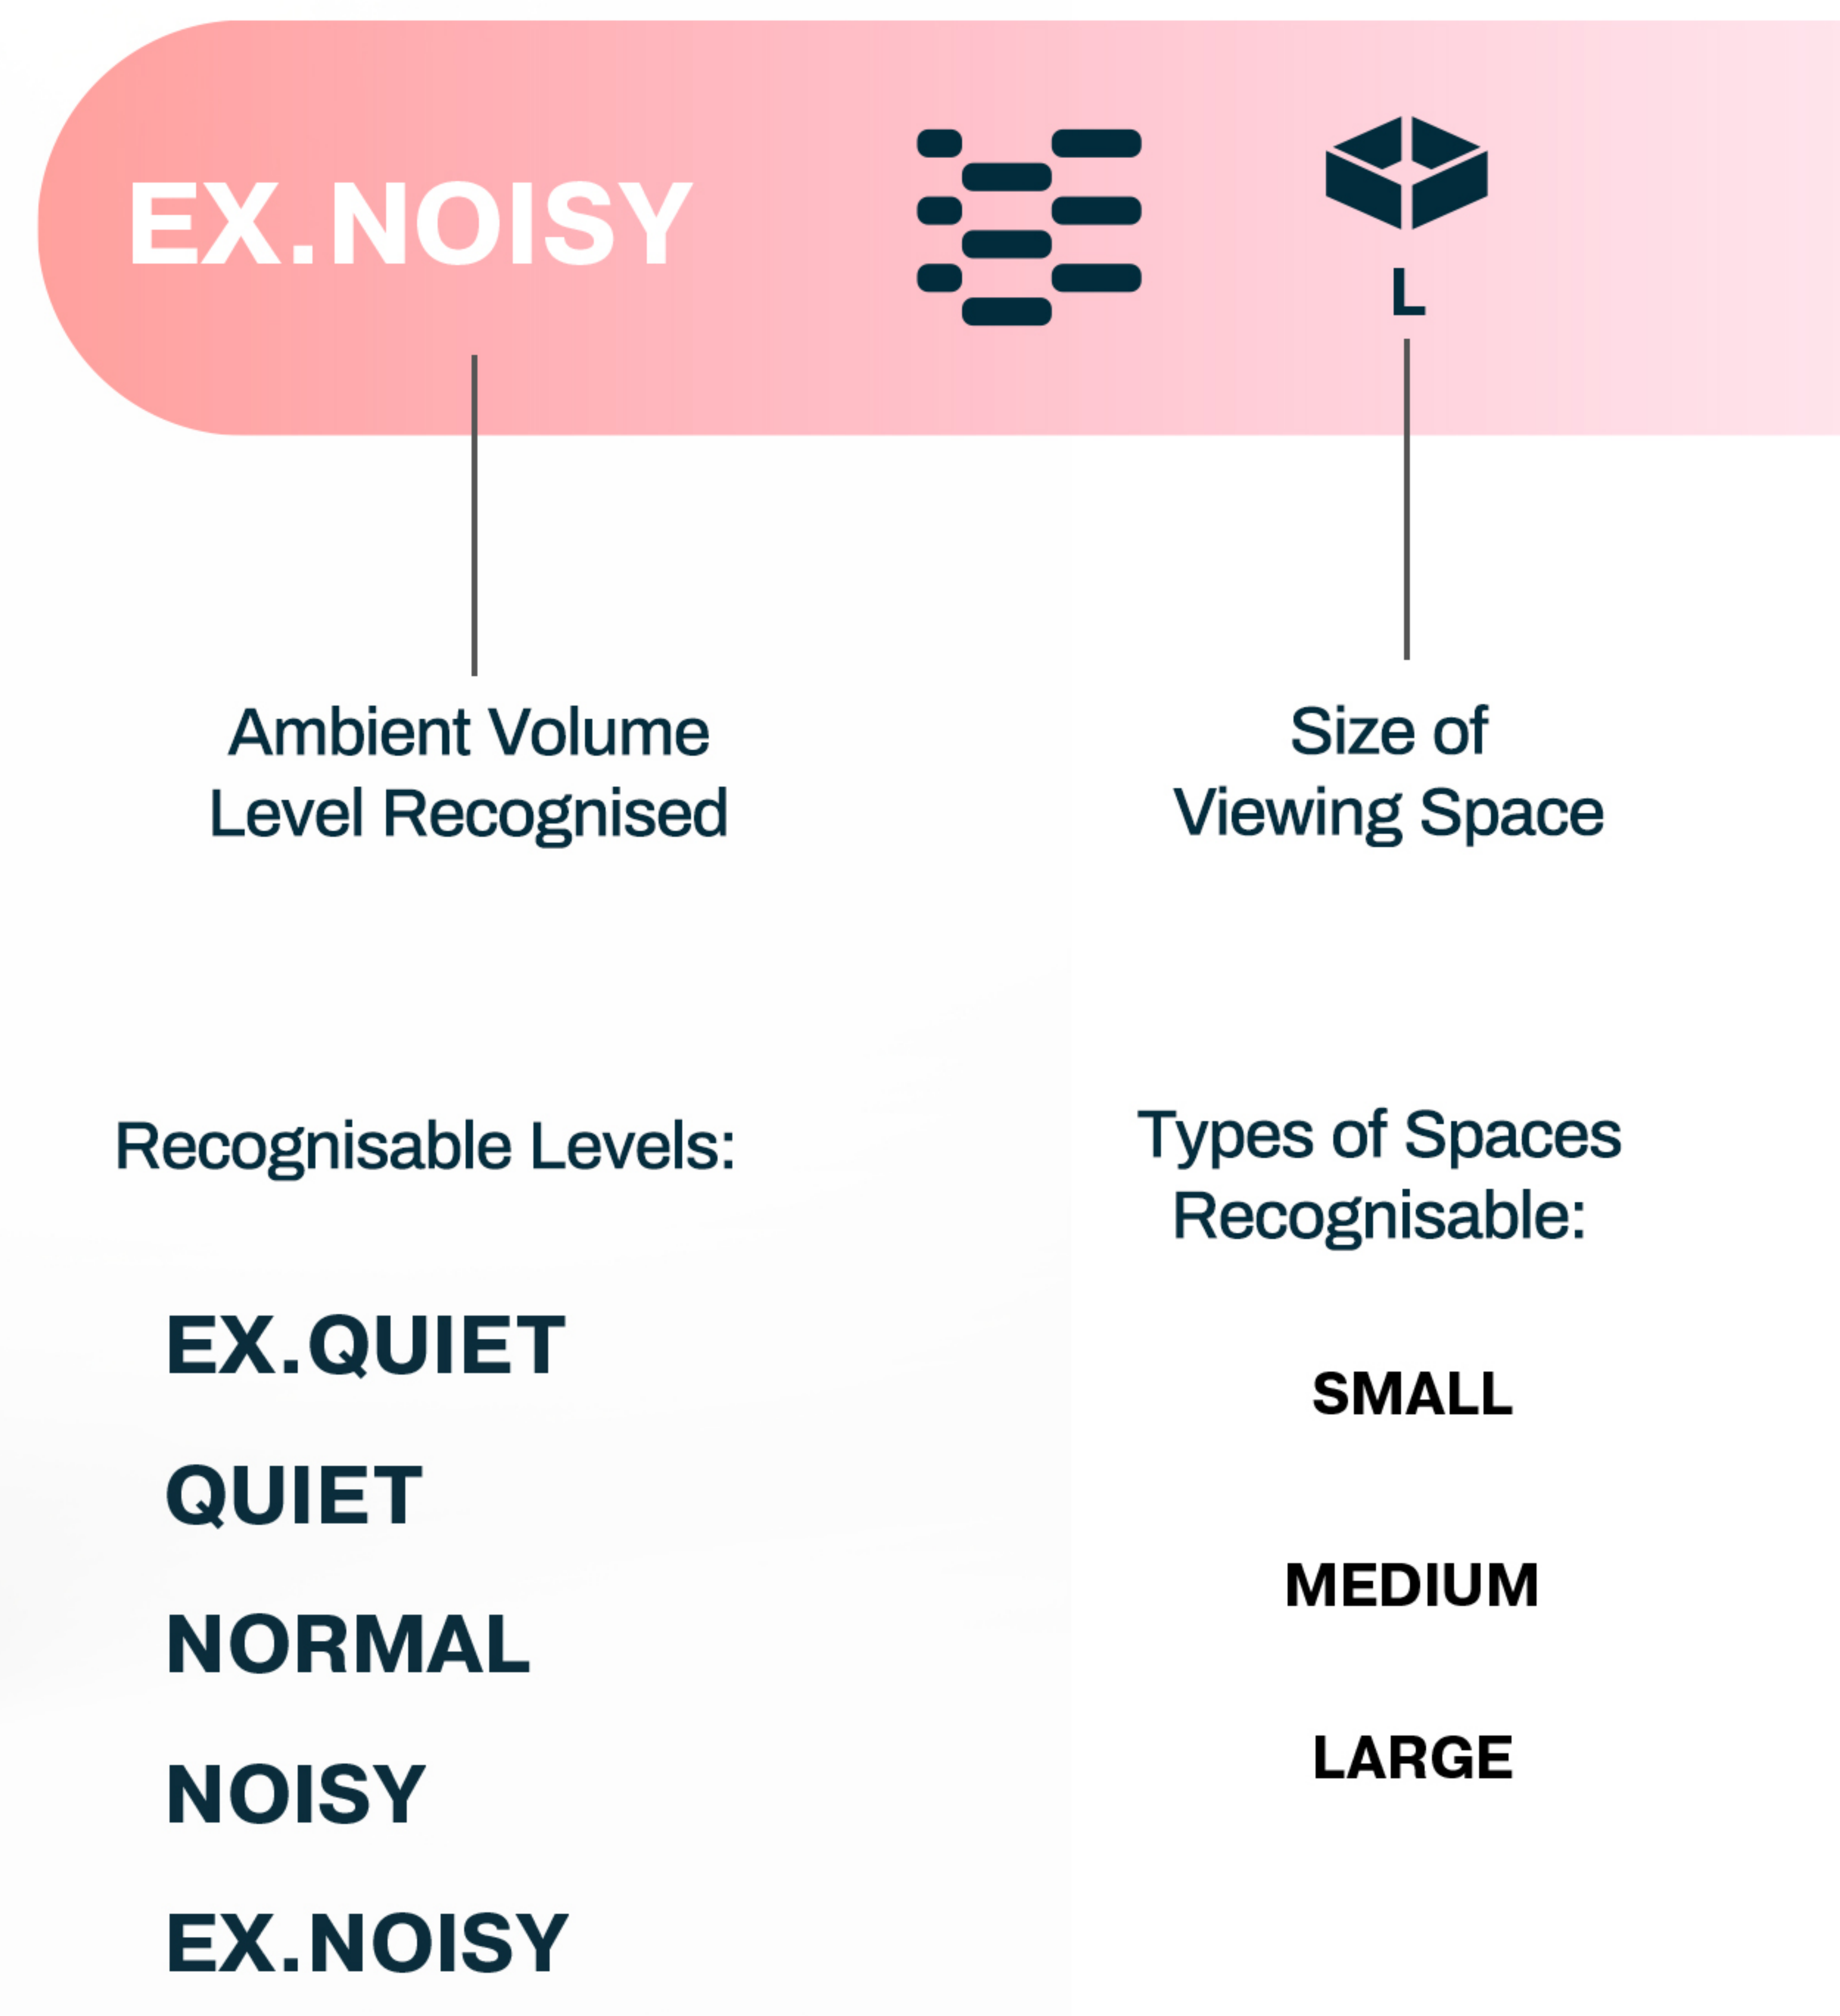 EX.NOISY
L
Ambient Volume
Level Recognised
Size of
Viewing Space
Recognisable Levels:
EX.QUIET
QUIET
NORMAL
NOISY
EX.NOISY
Types of Spaces
Recognisable:
SMALL
MEDIUM
LARGE